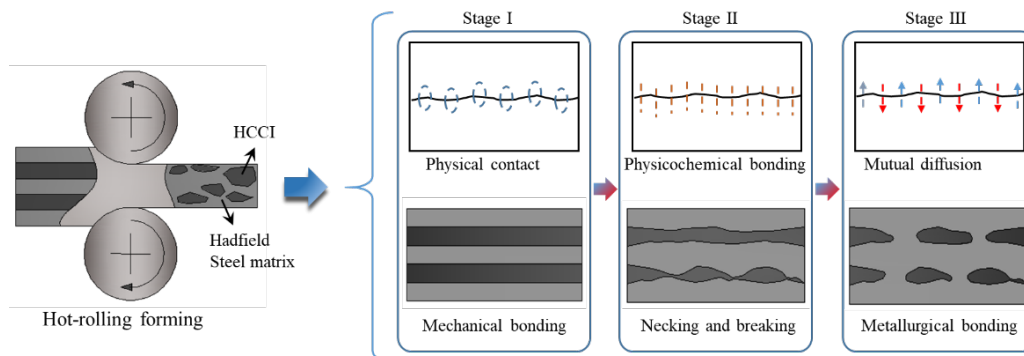 Stage I
Stage II
Stage III
HCCI
Hadfield
Steel matrix
Hot-rolling forming
Physical contact
Physicochemical bonding
Mutual diffusion
Mechanical bonding
Necking and breaking
Metallurgical bonding